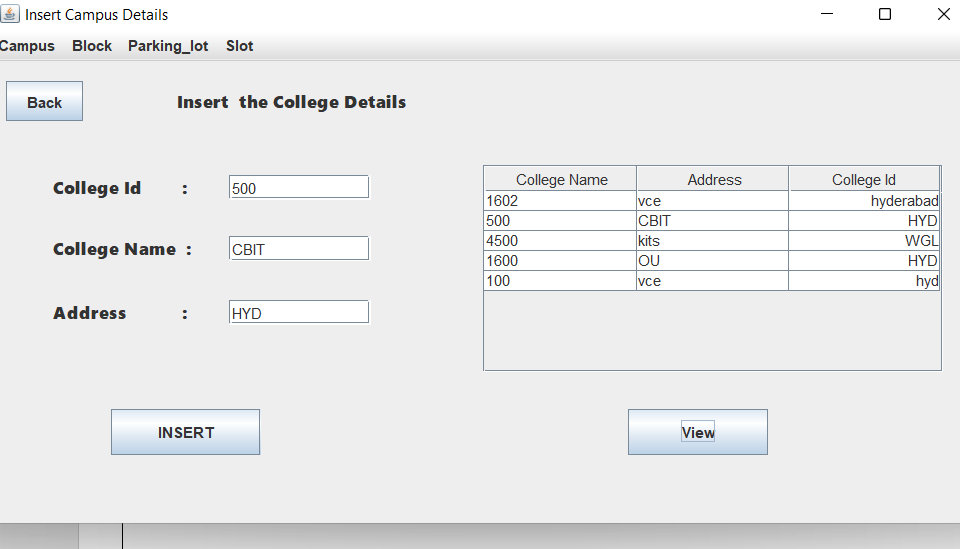 Insert Campus Details
Campus Block Parking_lot Slot
Back
Insert the College Details
College Id : 500
College Name : CBIT
Address : HYD
College Name Address College Id
1602 vce hyderabad
500 CBIT HYD
4500 kits WGL
1600 OU HYD
100 vce hyd
INSERT
View